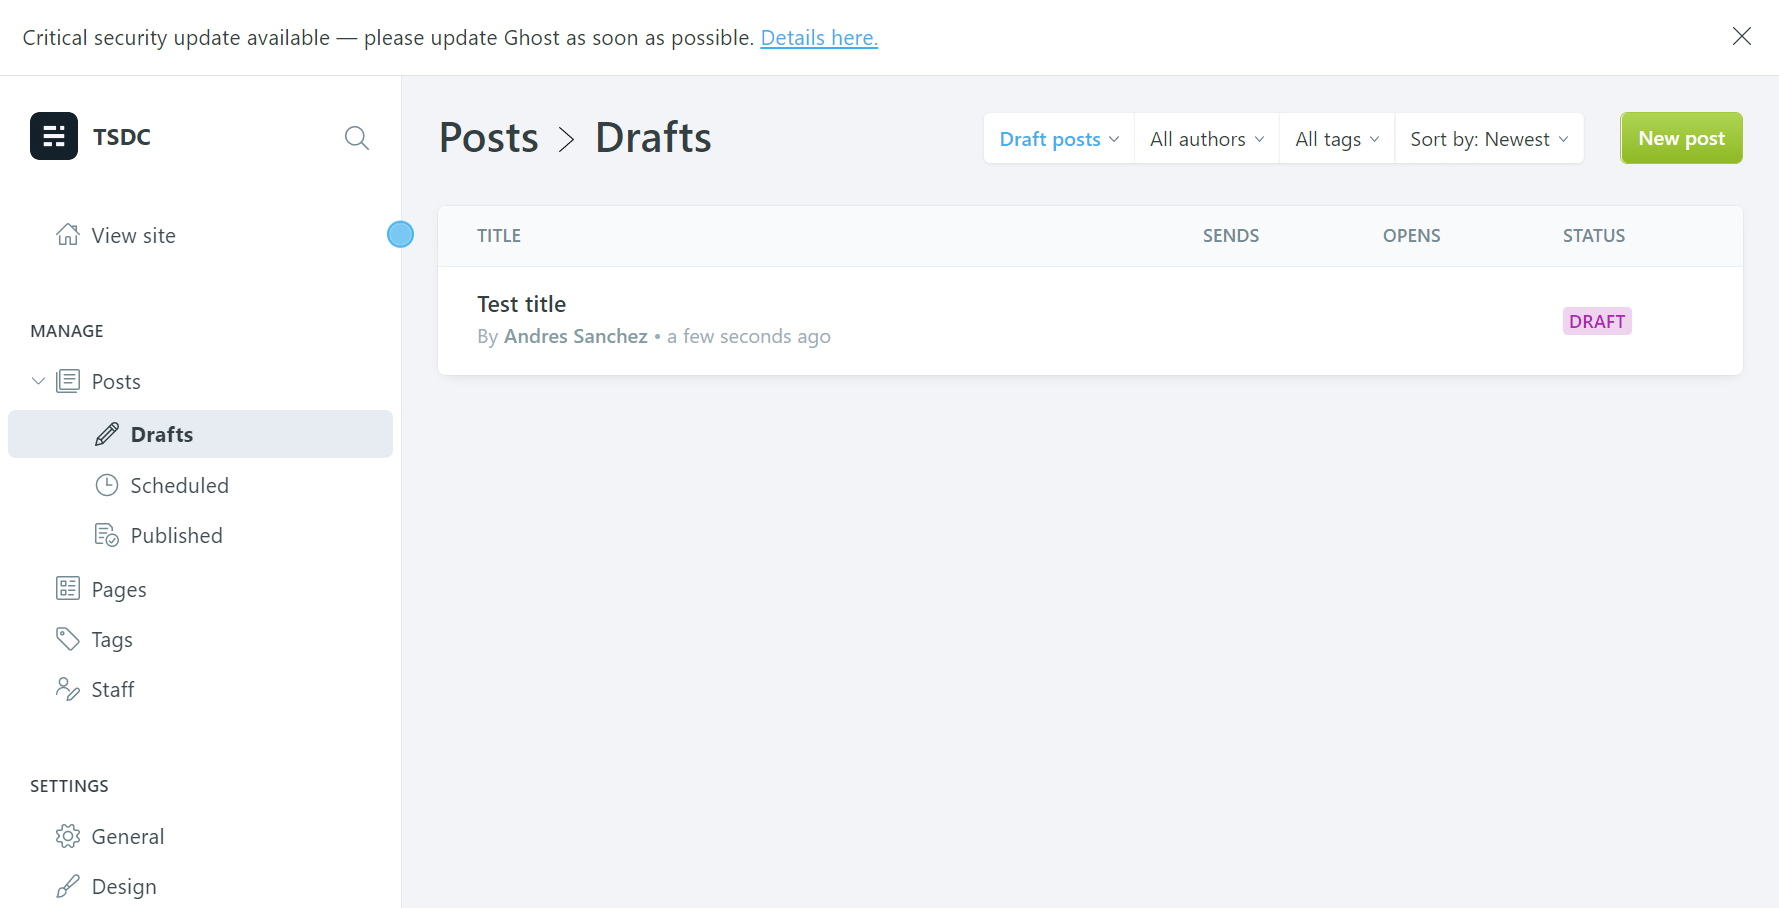 Critical security update available — please update Ghost as soon as possible. Details here.
TSDC
View site
MANAGE
Posts
Drafts
Scheduled
Published
Pages
Tags
Staff
SETTINGS
General
Design
Posts > Drafts
Draft posts
All authors
All tags
Sort by: Newest
New post
TITLE SENDS OPENS STATUS
Test title
By Andres Sanchez • a few seconds ago
DRAFT